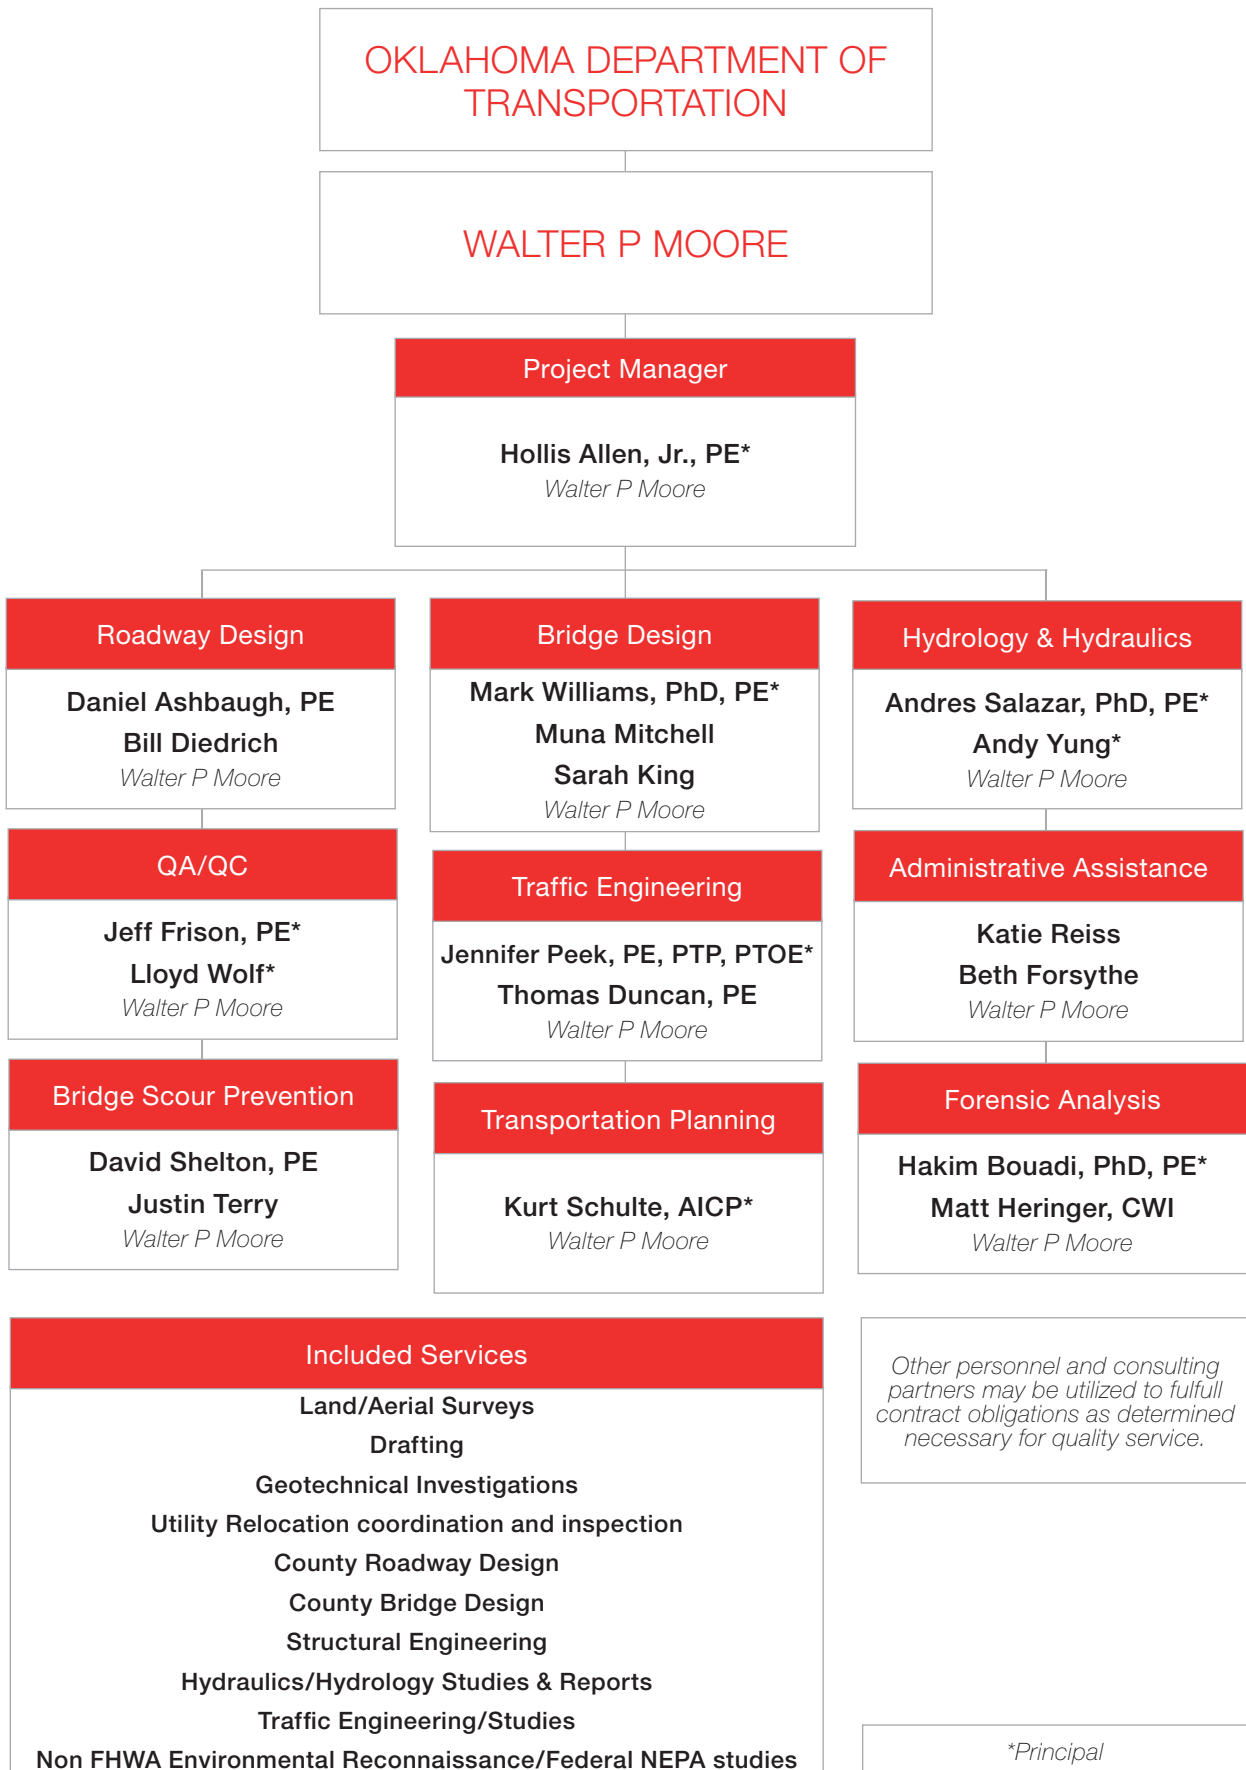 OKLAHOMA DEPARTMENT OF
TRANSPORTATION
WALTER P MOORE
Project Manager
Hollis Allen, Jr., PE*
Walter P Moore
Roadway Design
Daniel Ashbaugh, PE
Bill Diedrich
Walter P Moore
QA/QC
Jeff Frison, PE*
Lloyd Wolf*
Walter P Moore
Bridge Scour Prevention
David Shelton, PE
Justin Terry
Walter P Moore
Bridge Design
Mark Williams, PhD, PE*
Muna Mitchell
Sarah King
Walter P Moore
Traffic Engineering
Jennifer Peek, PE, PTP, PTOE*
Thomas Duncan, PE
Walter P Moore
Transportation Planning
Kurt Schulte, AICP*
Walter P Moore
Hydrology & Hydraulics
Andres Salazar, PhD, PE*
Andy Yung*
Walter P Moore
Administrative Assistance
Katie Reiss
Beth Forsythe
Walter P Moore
Forensic Analysis
Hakim Bouadi, PhD, PE*
Matt Heringer, CWI
Walter P Moore
Included Services
Land/Aerial Surveys
Drafting
Geotechnical Investigations
Utility Relocation coordination and inspection
County Roadway Design
County Bridge Design
Structural Engineering
Hydraulics/Hydrology Studies & Reports
Traffic Engineering/Studies
Non FHWA Environmental Reconnaissance/Federal NEPA studies
Other personnel and consulting
partners may be utilized to fulfull
contract obligations as determined
necessary for quality service.
*Principal